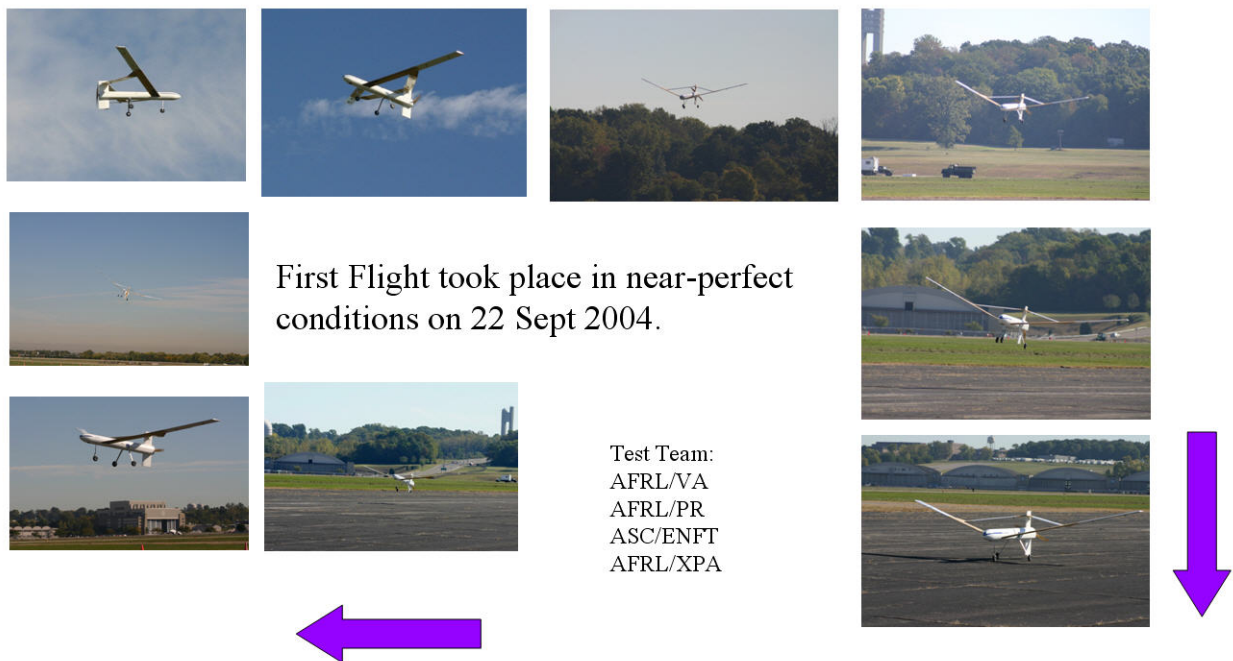 First Flight took place in near-perfect
conditions on 22 Sept 2004.
Test Team:
AFRL/VA
AFRL/PR
ASC/ENFT
AFRL/XPA